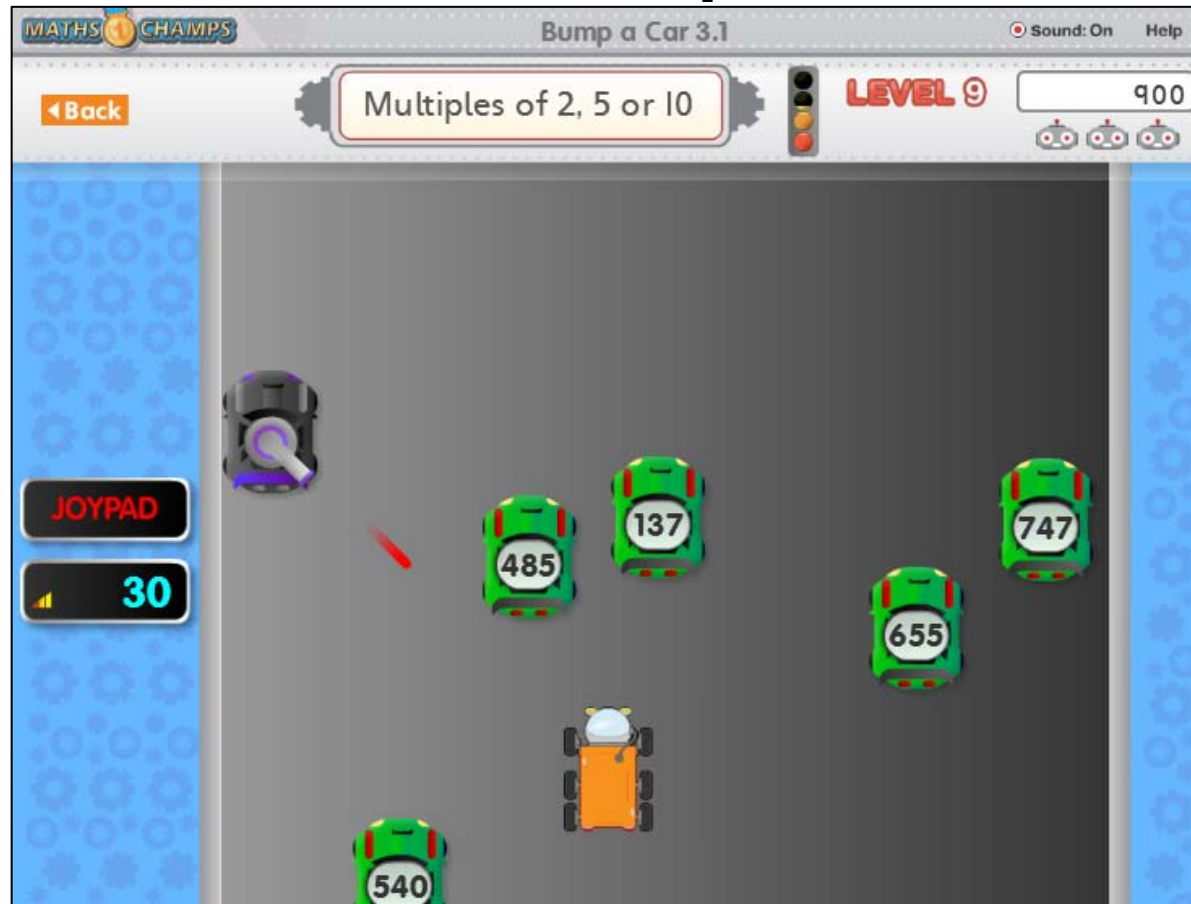 MATHS 1 CHAMPS
Bump a Car 3.1
Sound: On
Help
Back
Multiples of 2, 5 or 10
LEVEL 9
900
JOYPAD
30
485
137
747
655
540